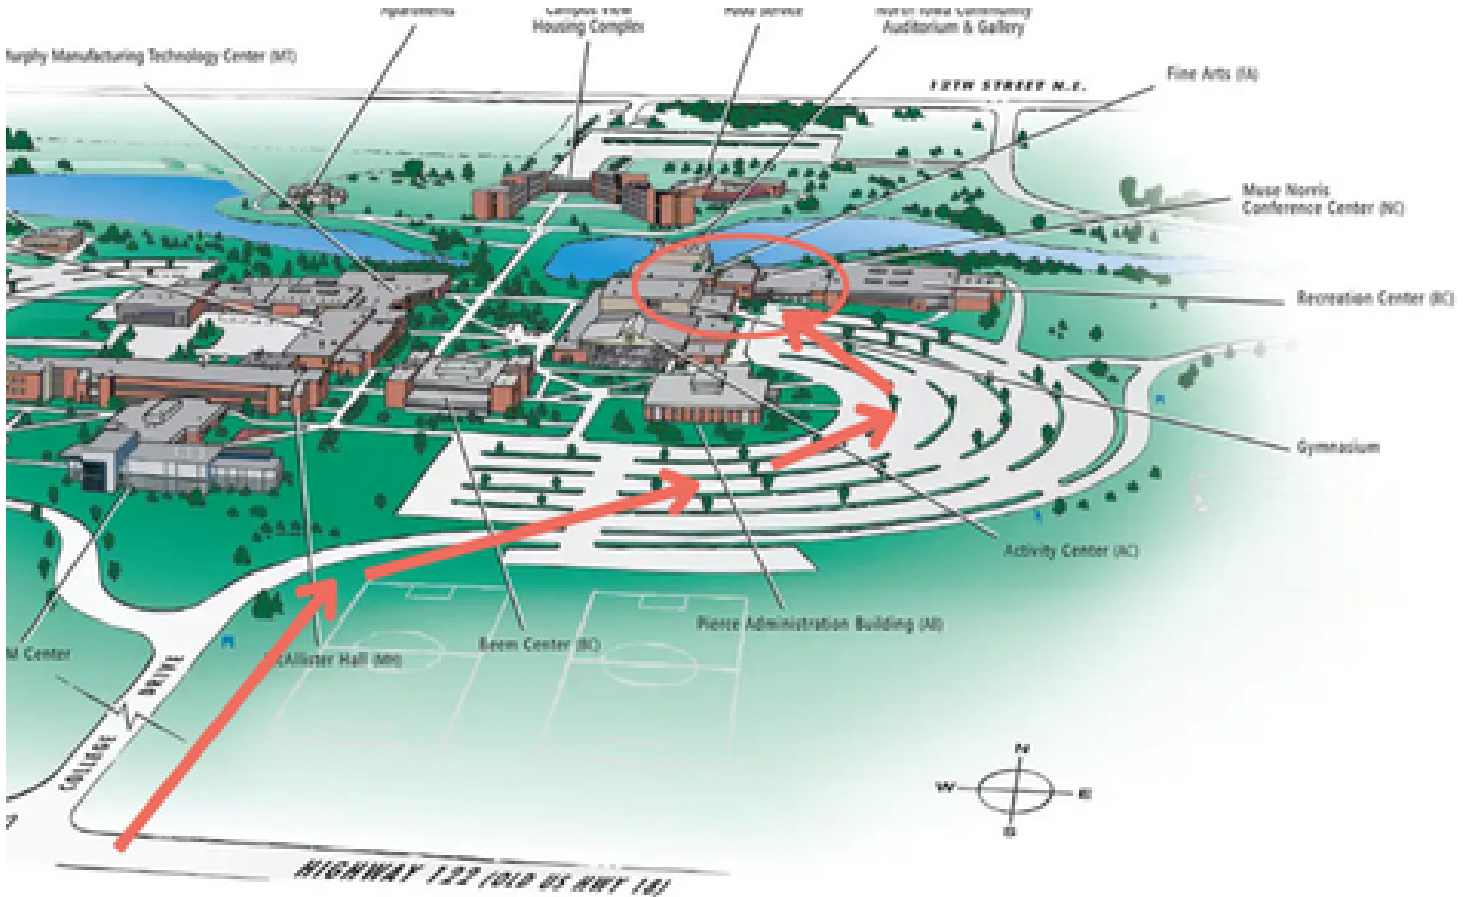 Apartments
Campus View
Housing Complex
Food Service
North Iowa Community
Auditorium & Gallery
Murphy Manufacturing Technology Center (MT)
Fine Arts (FA)
12TH STREET N.E.
Muse Norris
Conference Center (NC)
Recreation Center (RC)
Gymnasium
Activity Center (AC)
Pierce Administration Building (AB)
Beem Center (BC)
McAllister Hall (MH)
Center
COLLEGE DRIVE
N
W
E
S
HIGHWAY 122 (OLD US HWY 18)